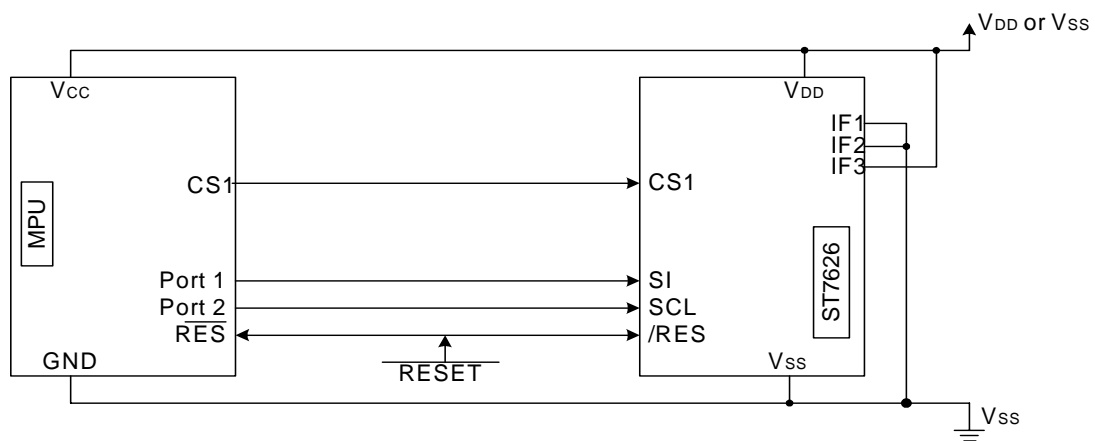 VDD or VSS
VCC
VDD
IF1
IF2
IF3
CS1
CS1
MPU
ST7626
Port 1
SI
Port 2
SCL
RES
/RES
GND
RESET
VSS
VSS